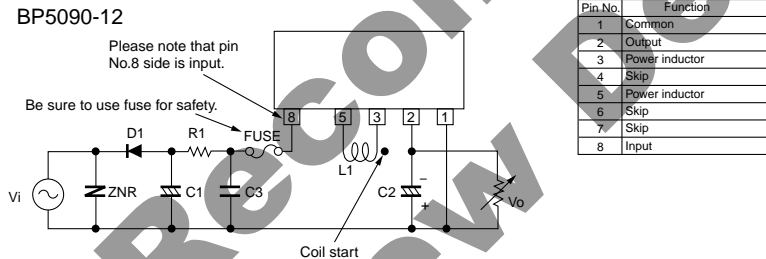 BP5090-12
Please note that pin
No.8 side is input.
Be sure to use fuse for safety.
8
5
3
2
1
D1
R1
FUSE
L1
Vi
ZNR
C1
C3
C2
−
+
Vo
Coil start
Pin No. Function
1 Common
2 Output
3 Power inductor
4 Skip
5 Power inductor
6 Skip
7 Skip
8 Input
Recom
w De